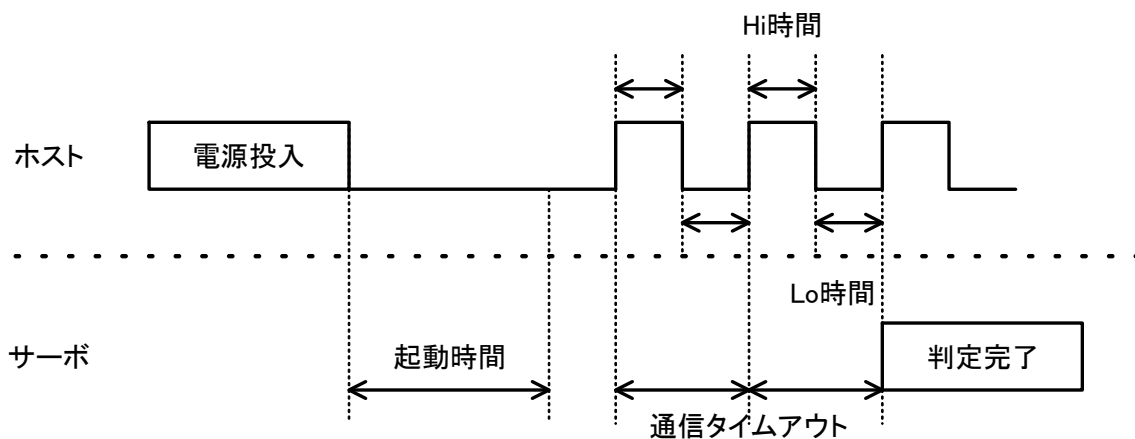 Hi時間
ホスト
電源投入
Lo時間
サーボ
起動時間
判定完了
通信タイムアウト